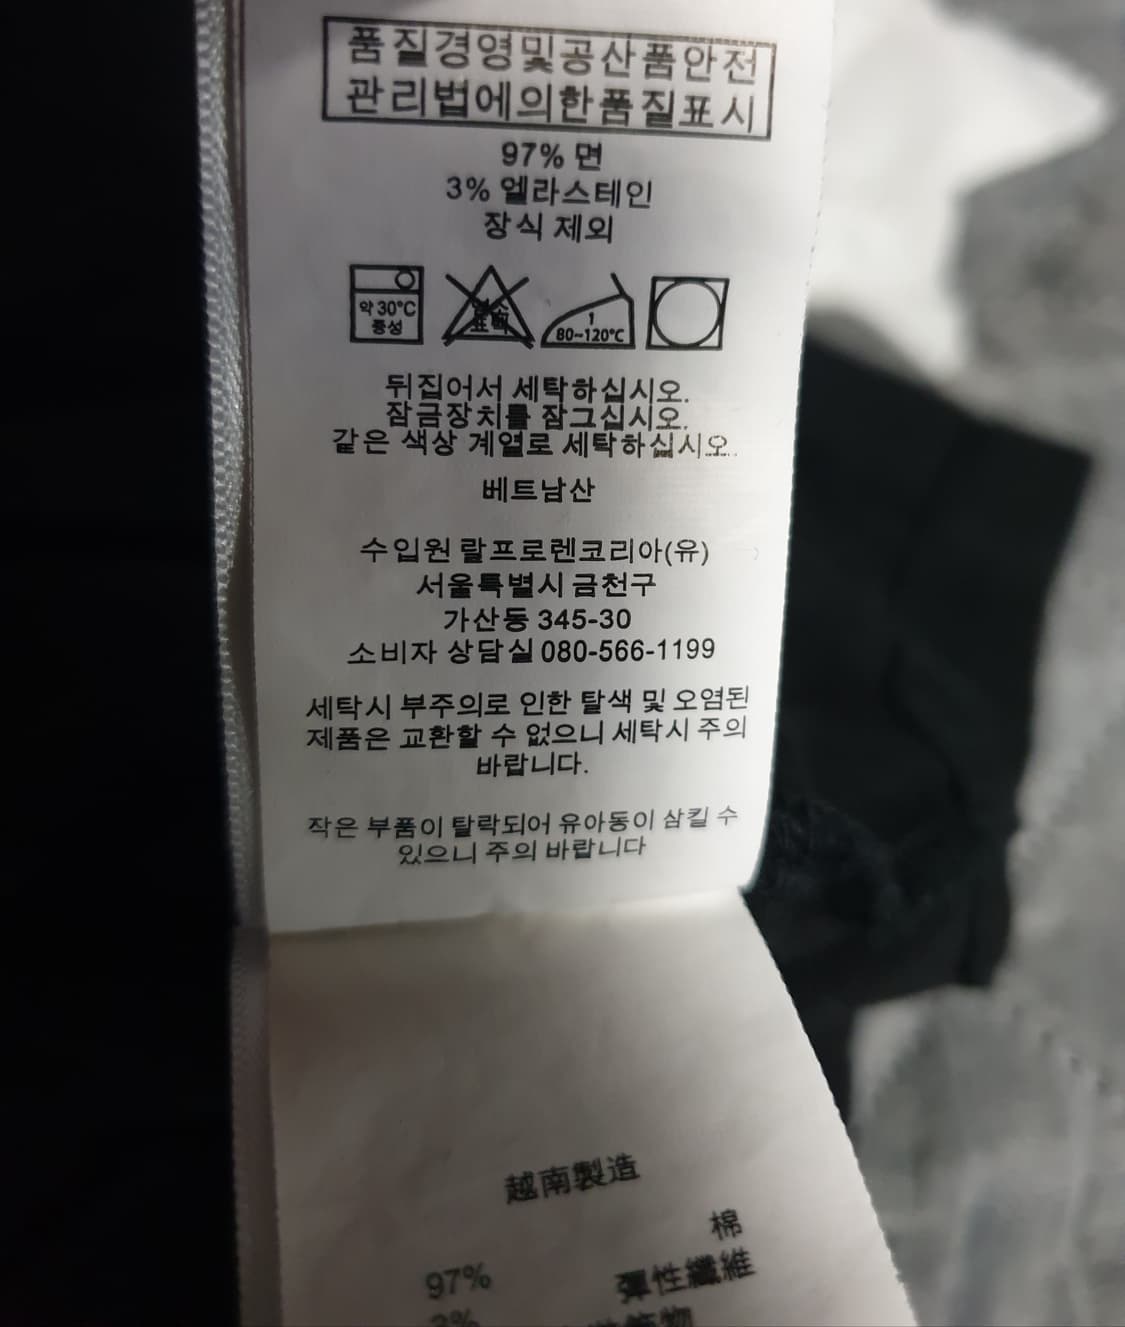 품질경영및공산품안전
관리법에의한품질표시
97% 면
3% 엘라스테인
장식 제외
약 30°C
중성
염소
표백
1
80~120°C
뒤집어서 세탁하십시오.
잠금장치를 잠그십시오.
같은 색상 계열로 세탁하십시오.
베트남산
수입원 랄프로렌코리아(유)
서울특별시 금천구
가산동 345-30
소비자 상담실 080-566-1199
세탁시 부주의로 인한 탈색 및 오염된
제품은 교환할 수 없으니 세탁시 주의
바랍니다.
작은 부품이 탈락되어 유아동이 삼킬 수
있으니 주의 바랍니다
越南製造
棉
97% 彈性纖維
3%